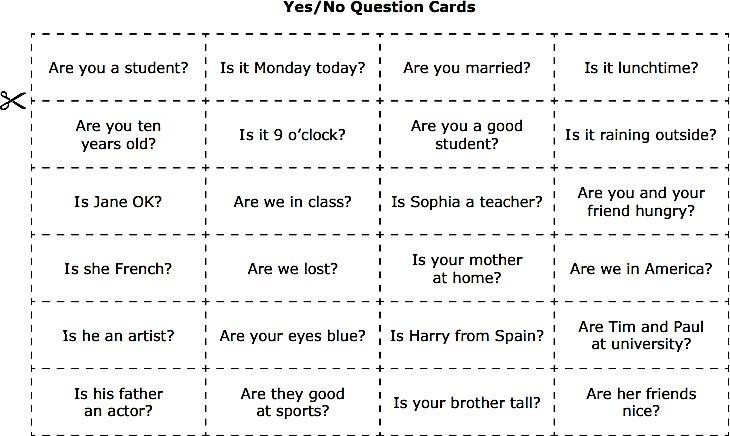 Yes/No Question Cards
Are you a student?
Is it Monday today?
Are you married?
Is it lunchtime?
Are you ten
years old?
Is it 9 o’clock?
Are you a good
student?
Is it raining outside?
Is Jane OK?
Are we in class?
Is Sophia a teacher?
Are you and your
friend hungry?
Is she French?
Are we lost?
Is your mother
at home?
Are we in America?
Is he an artist?
Are your eyes blue?
Is Harry from Spain?
Are Tim and Paul
at university?
Is his father
an actor?
Are they good
at sports?
Is your brother tall?
Are her friends
nice?